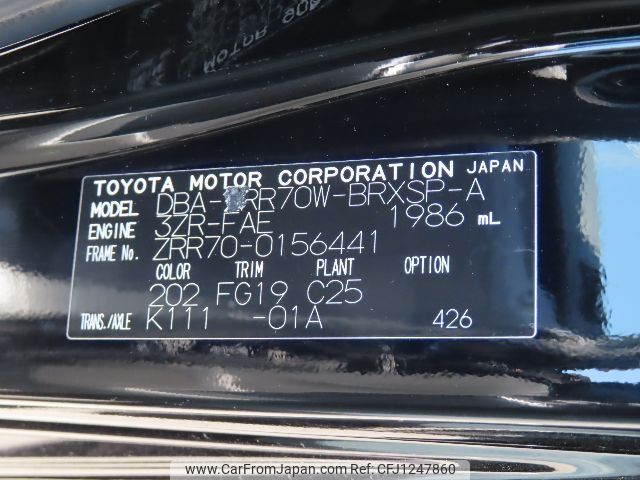 TOYOTA MOTOR CORPORATION JAPAN
MODEL DBA- RR70W-BRXSP-A
ENGINE 3ZR-FAE 1986 mL
FRAME No. ZRR70-0156441
COLOR TRIM PLANT OPTION
202 FG19 C25
TRANS./AXLE K111 -01A 426
www.CarFromJapan.com CFJ1247860